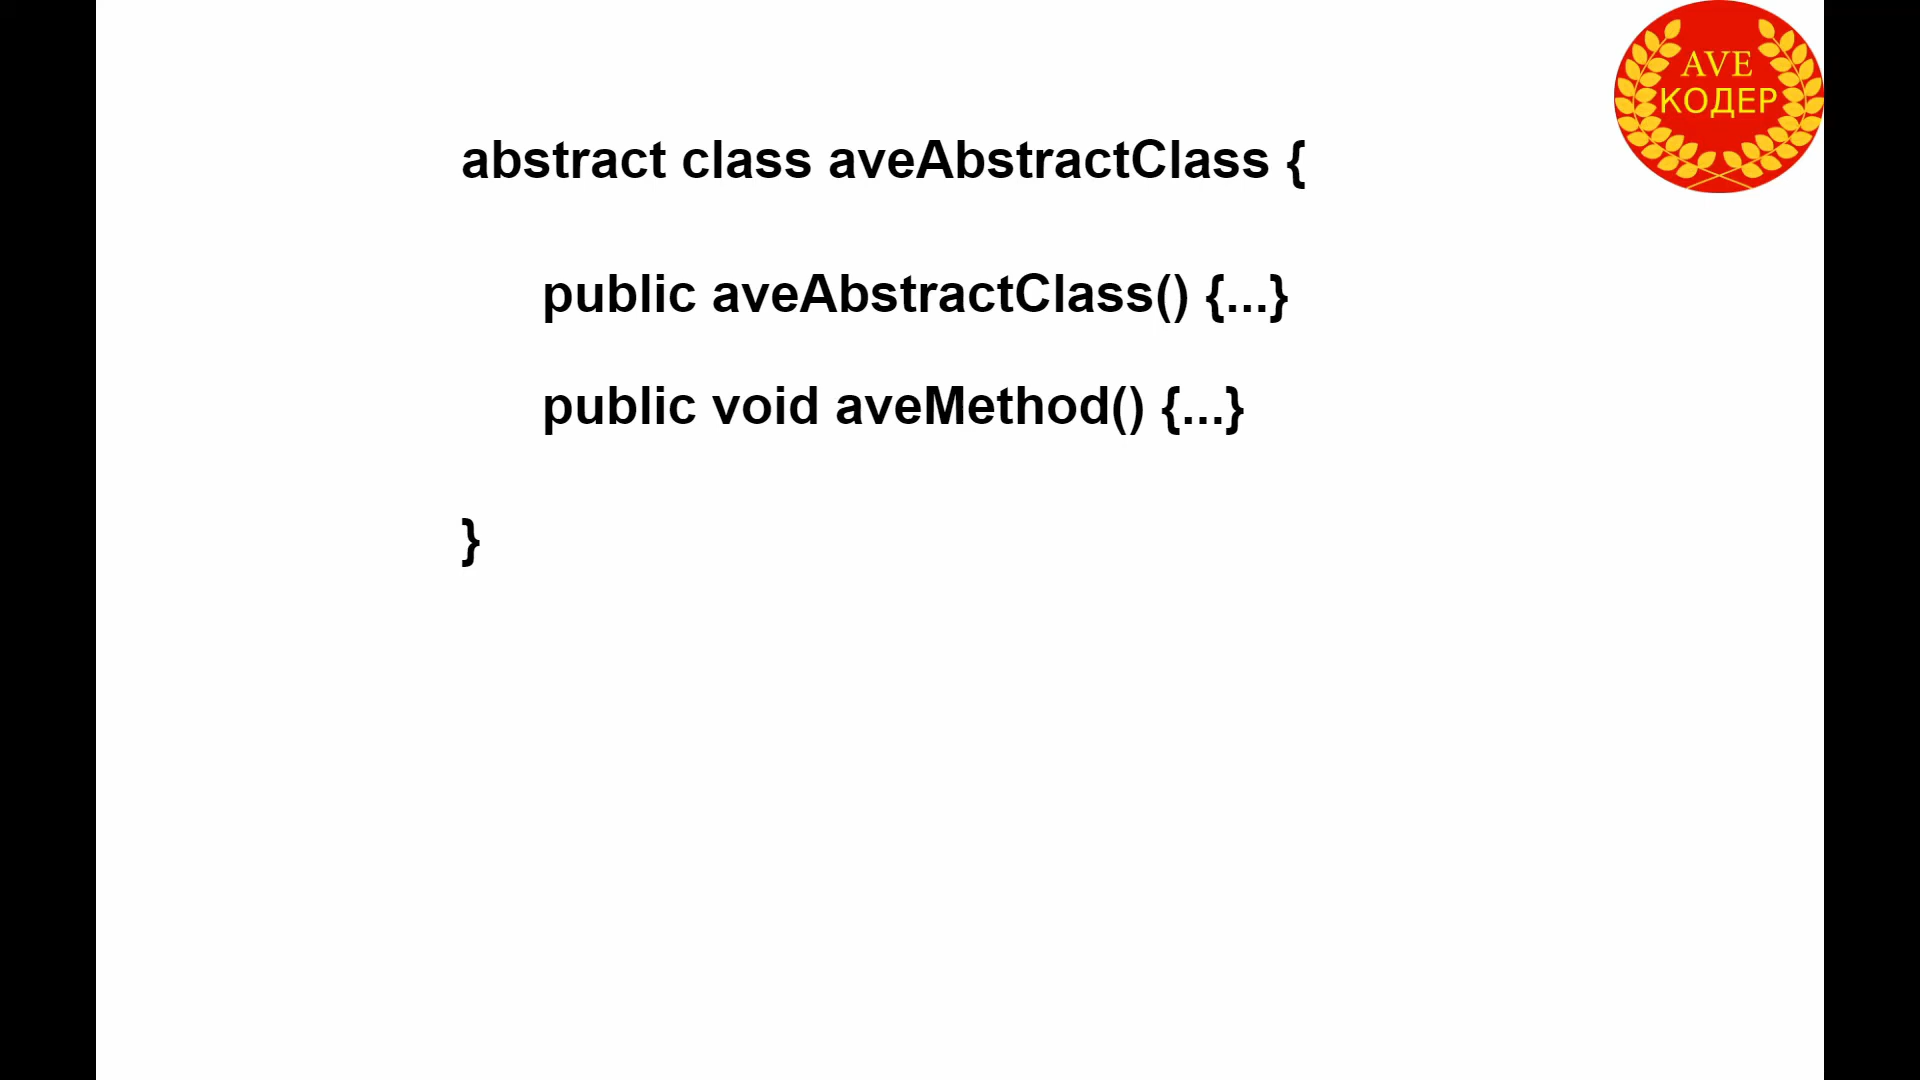 AVE
КОДЕР
abstract class aveAbstractClass {
public aveAbstractClass() {...}
public void aveMethod() {...}
}